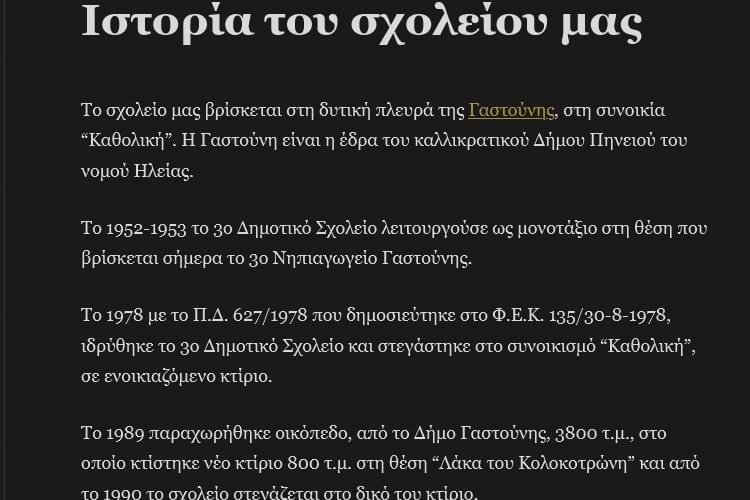 Ιστορία του σχολείου μας
Το σχολείο μας βρίσκεται στη δυτική πλευρά της Γαστούνης, στη συνοικία
“Καθολική”. Η Γαστούνη είναι η έδρα του καλλικρατικού Δήμου Πηνειού του
νομού Ηλείας.
Το 1952-1953 το 3ο Δημοτικό Σχολείο λειτουργούσε ως μονοτάξιο στη θέση που
βρίσκεται σήμερα το 3ο Νηπιαγωγείο Γαστούνης.
Το 1978 με το Π.Δ. 627/1978 που δημοσιεύτηκε στο Φ.Ε.Κ. 135/30-8-1978,
ιδρύθηκε το 3ο Δημοτικό Σχολείο και στεγάστηκε στο συνοικισμό “Καθολική”,
σε ενοικιαζόμενο κτίριο.
Το 1989 παραχωρήθηκε οικόπεδο, από το Δήμο Γαστούνης, 3800 τ.μ., στο
οποίο κτίστηκε νέο κτίριο 800 τ.μ. στη θέση “Λάκα του Κολοκοτρώνη” και από
το 1990 το σχολείο στεγάζεται στο δικό του κτίριο.